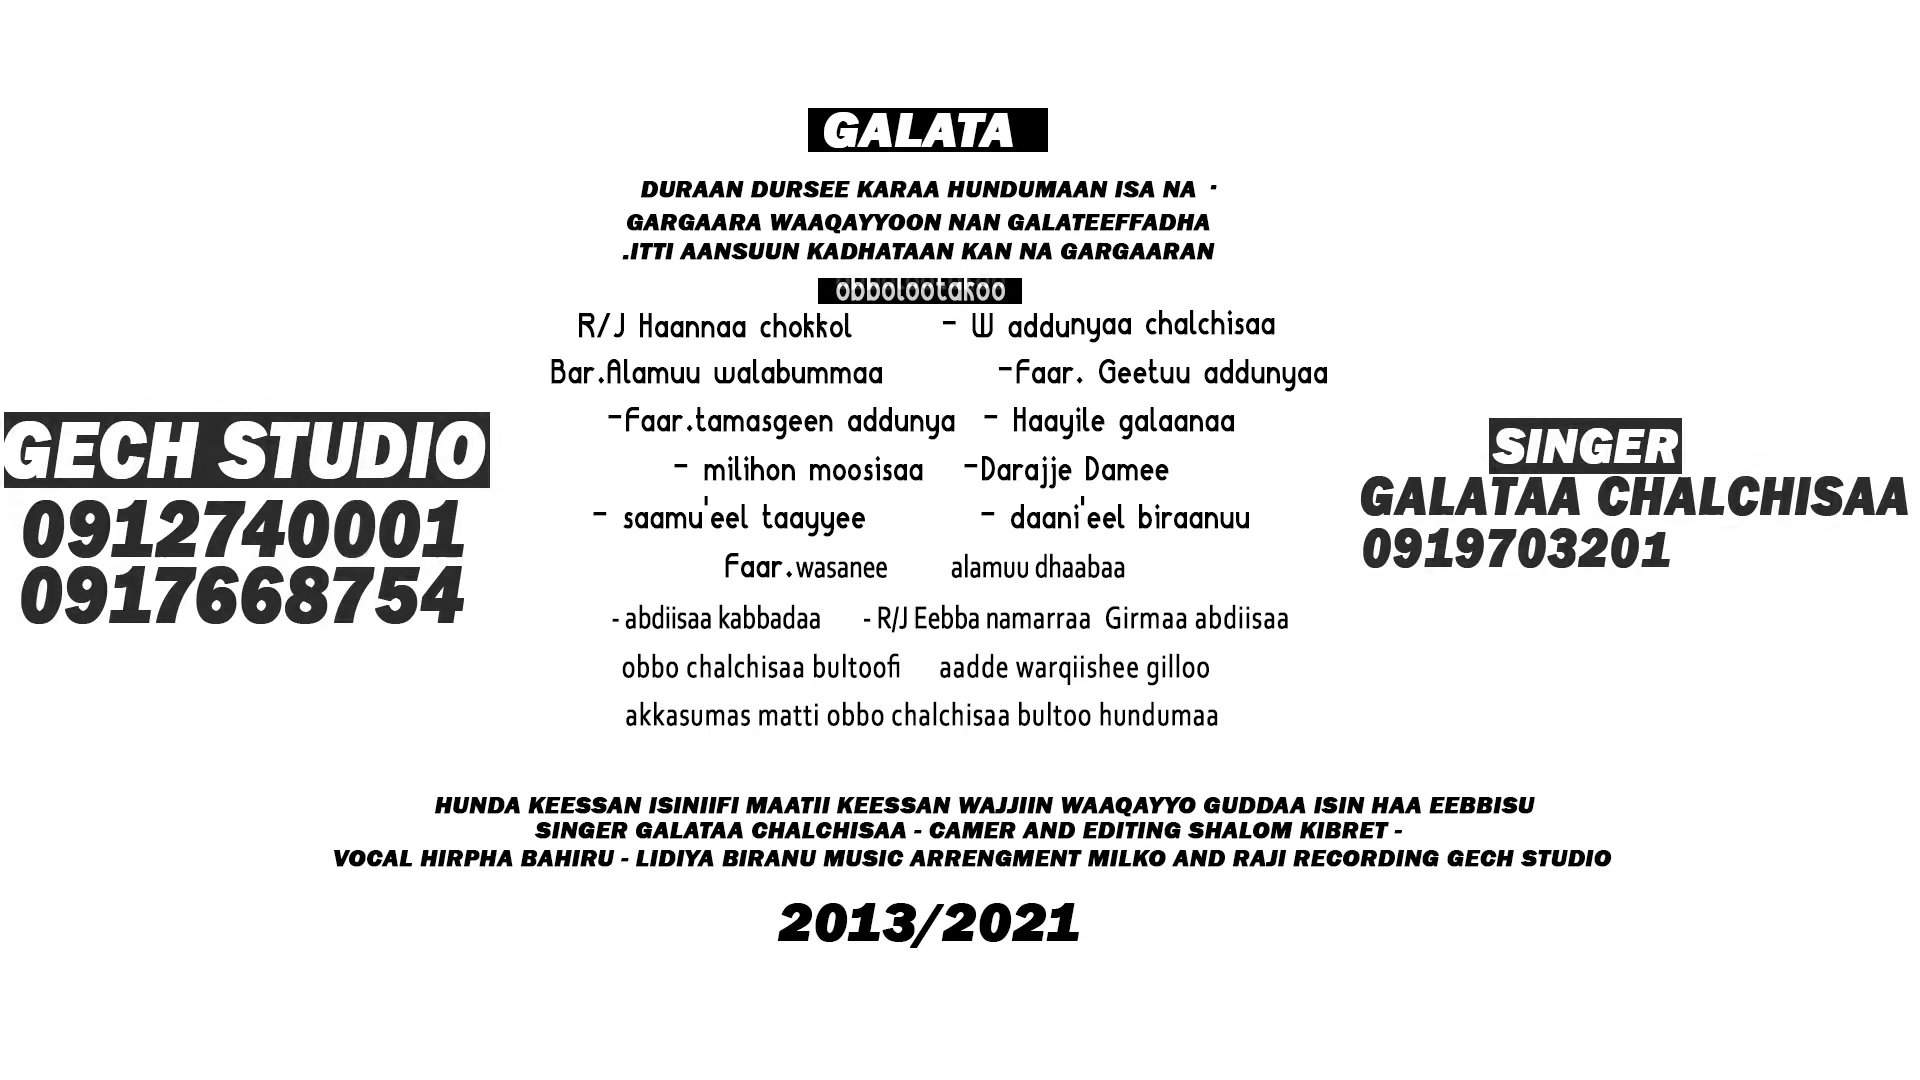 GALATA
DURAAN DURSEE KARAA HUNDUMAAN ISA NA ·
GARGAARA WAAQAYYOON NAN GALATEEFFADHA
.ITTI AANSUUN KADHATAAN KAN NA GARGAARAN
obbolootakoo
R/J Haannaa chokkol - W addunyaa chalchisaa
Bar.Alamuu walabummaa -Faar. Geetuu addunyaa
-Faar.tamasgeen addunya - Haayile galaanaa
- milihon moosisaa -Darajje Damee
- saamu'eel taayyee - daani'eel biraanuu
Faar.wasanee alamuu dhaabaa
- abdiisaa kabbadaa - R/J Eebba namarraa Girmaa abdiisaa
obbo chalchisaa bultoofi aadde warqiishee gilloo
akkasumas matti obbo chalchisaa bultoo hundumaa
GECH STUDIO
0912740001
0917668754
SINGER
GALATAA CHALCHISAA
0919703201
HUNDA KEESSAN ISINIIFI MAATII KEESSAN WAJJIIN WAAQAYYO GUDDAA ISIN HAA EEBBISU
SINGER GALATAA CHALCHISAA - CAMER AND EDITING SHALOM KIBRET -
VOCAL HIRPHA BAHIRU - LIDIYA BIRANU MUSIC ARRENGMENT MILKO AND RAJI RECORDING GECH STUDIO
2013/2021